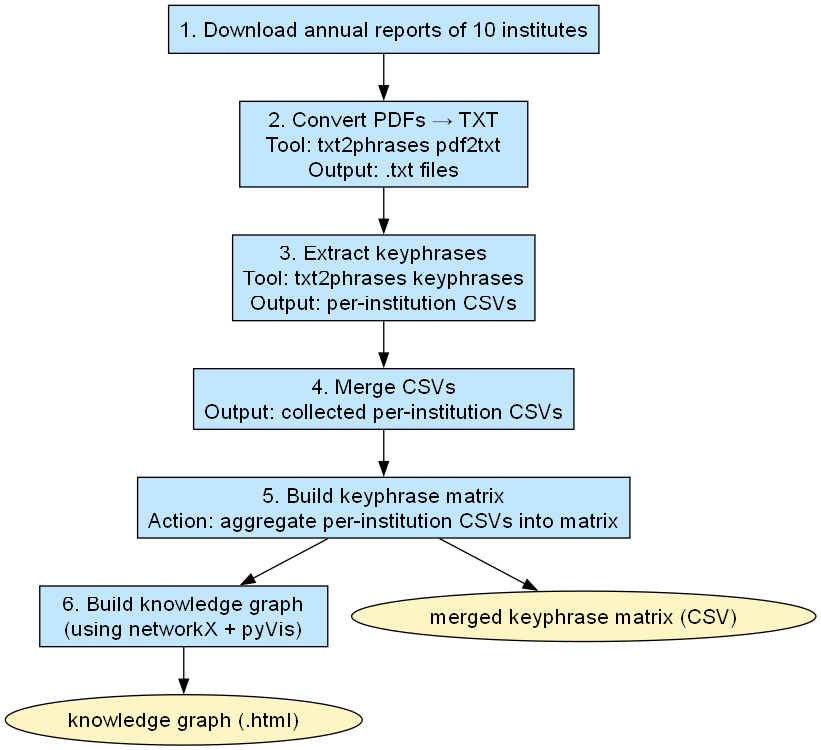 1. Download annual reports of 10 institutes
2. Convert PDFs → TXT
Tool: txt2phrases pdf2txt
Output: .txt files
3. Extract keyphrases
Tool: txt2phrases keyphrases
Output: per-institution CSVs
4. Merge CSVs
Output: collected per-institution CSVs
5. Build keyphrase matrix
Action: aggregate per-institution CSVs into matrix
6. Build knowledge graph
(using networkX + pyVis)
merged keyphrase matrix (CSV)
knowledge graph (.html)